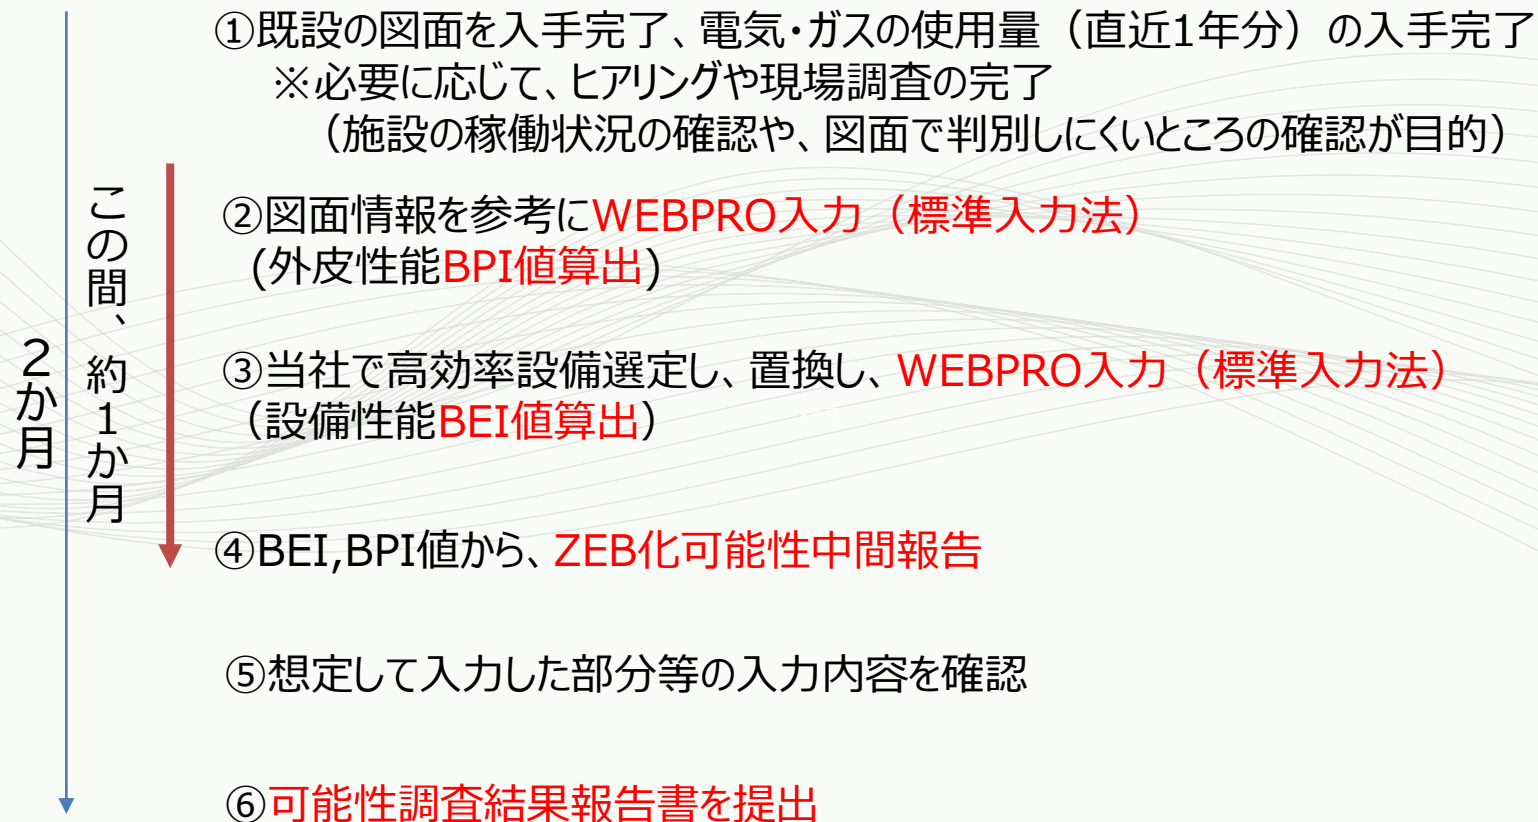 ①既設の図面を入手完了、電気・ガスの使用量（直近1年分）の入手完了
※必要に応じて、ヒアリングや現場調査の完了
（施設の稼働状況の確認や、図面で判別しにくいところの確認が目的）
②図面情報を参考にWEBPRO入力（標準入力法）
(外皮性能BPI値算出)
③当社で高効率設備選定し、置換し、WEBPRO入力（標準入力法）
（設備性能BEI値算出）
④BEI,BPI値から、ZEB化可能性中間報告
⑤想定して入力した部分等の入力内容を確認
⑥可能性調査結果報告書を提出
この間、約1か月
2か月